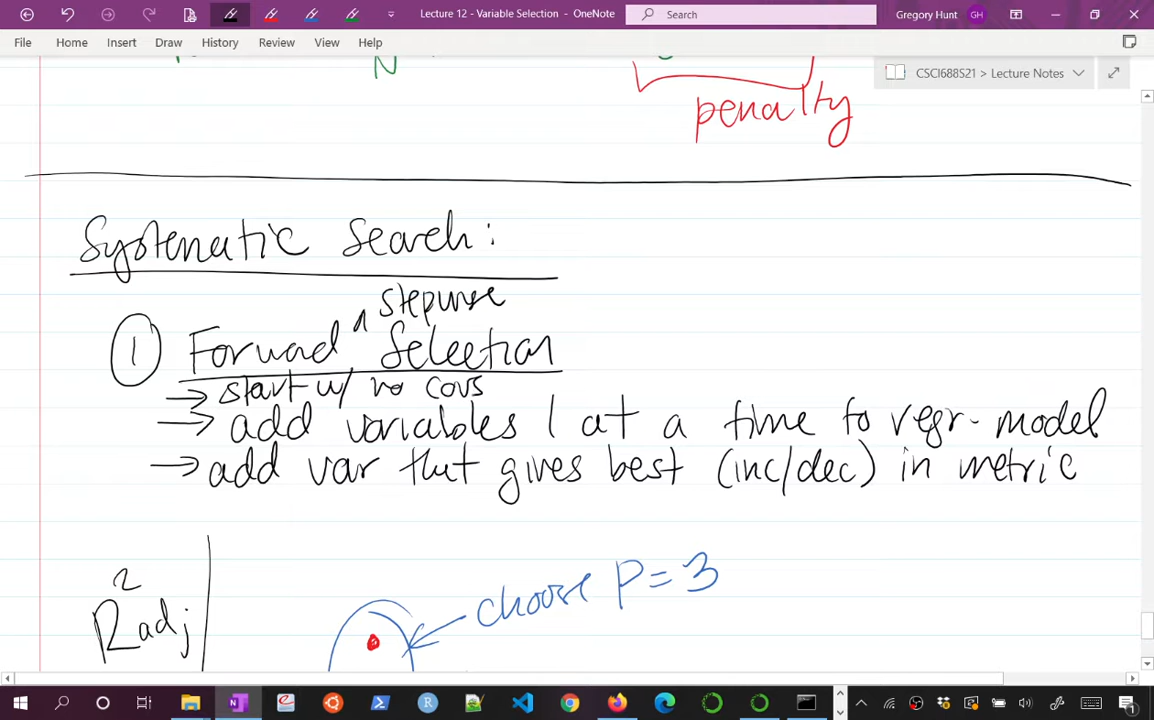 Lecture 12 - Variable Selection - OneNote
Search
Gregory Hunt
GH
File Home Insert Draw History Review View Help
CSCI688S21 > Lecture Notes
N
penalty
Systematic Search:
stepwise
① Forward ^ Selection
→ start w/ no covs
→ add variables 1 at a time to regr. model
→ add var that gives best (inc/dec) in metric
choose P=3
R²adj